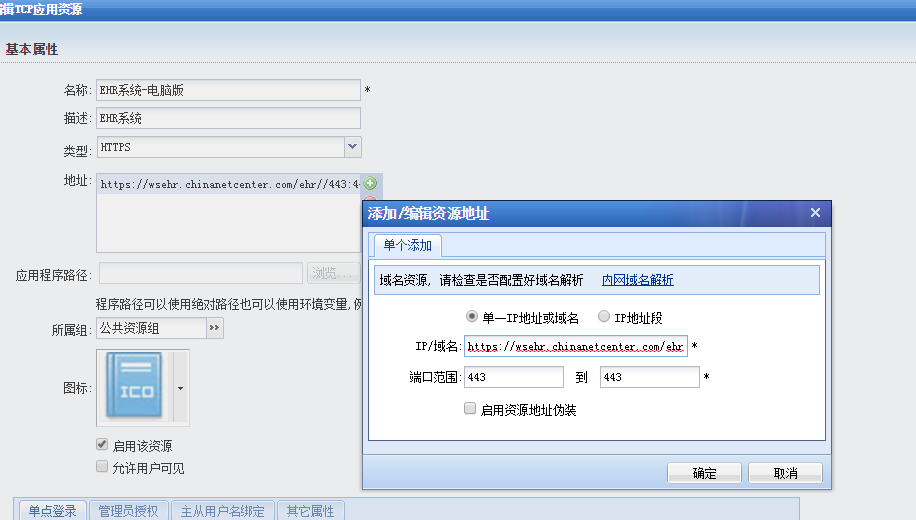 辑TCP应用资源
基本属性
名称: EHR系统-电脑版 *
描述: EHR系统
类型: HTTPS
地址: https://wsehr.chinanetcenter.com/ehr//443:4
添加/编辑资源地址
单个添加
域名资源，请检查是否配置好域名解析 内网域名解析
单一IP地址或域名 IP地址段
IP/域名: https://wsehr.chinanetcenter.com/ehr *
端口范围: 443 到 443 *
启用资源地址伪装
确定 取消
应用程序路径: 浏览...
程序路径可以使用绝对路径也可以使用环境变量,例
所属组: 公共资源组 >>
图标: ICO
启用该资源
允许用户可见
单点登录 管理员授权 主从用户名绑定 其它属性